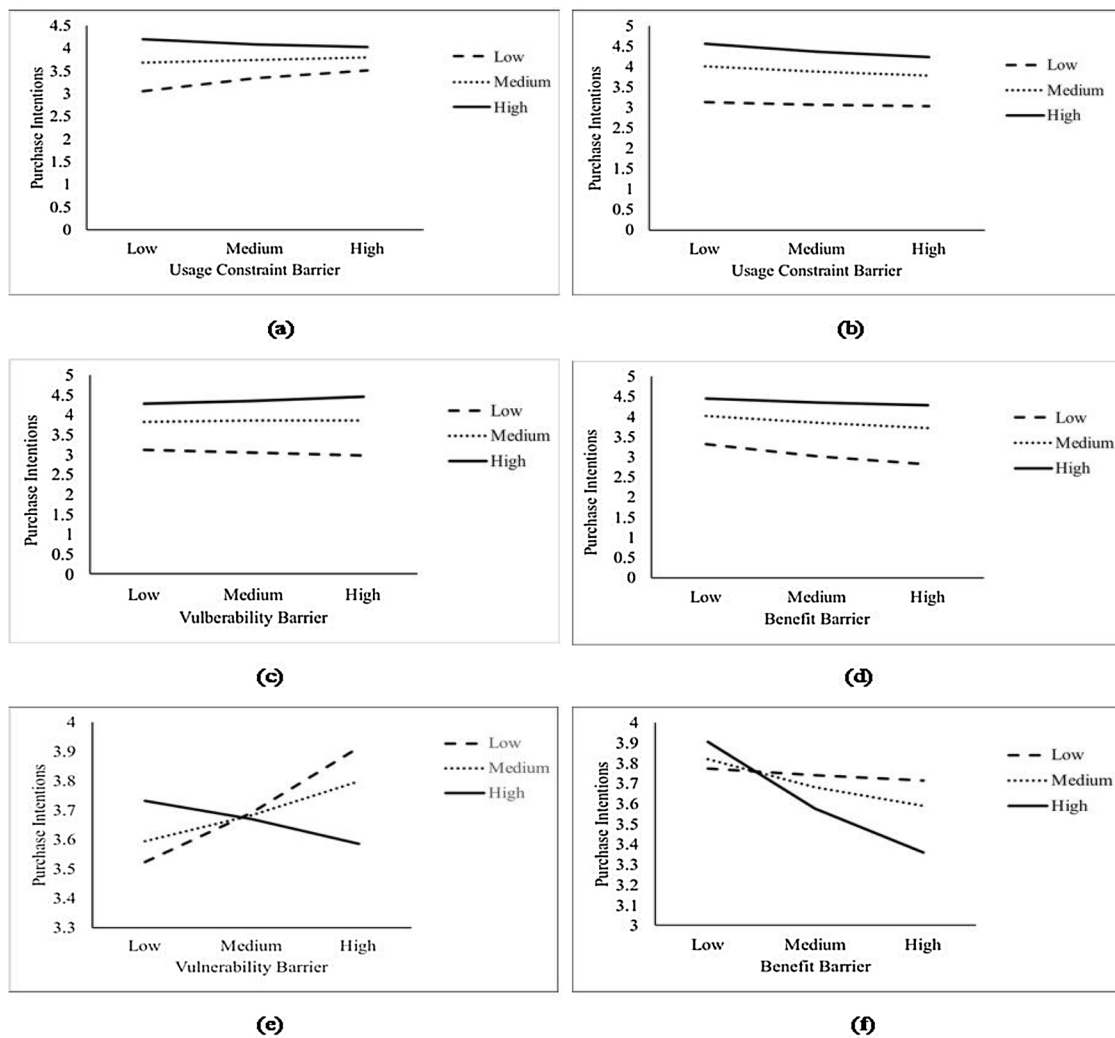 4.5
4
3.5
3
2.5
2
1.5
1
0.5
0
Purchase Intentions
Low
Medium
High
Low Medium High
Usage Constraint Barrier
(a)
5
4.5
4
3.5
3
2.5
2
1.5
1
0.5
0
Purchase Intentions
Low
Medium
High
Low Medium High
Usage Constraint Barrier
(b)
5
4.5
4
3.5
3
2.5
2
1.5
1
0.5
0
Purchase Intentions
Low
Medium
High
Low Medium High
Vulberability Barrier
(c)
5
4.5
4
3.5
3
2.5
2
1.5
1
0.5
0
Purchase Intentions
Low
Medium
High
Low Medium High
Benefit Barrier
(d)
4
3.9
3.8
3.7
3.6
3.5
3.4
3.3
Purchase Intentions
Low
Medium
High
Low Medium High
Vulnerability Barrier
(e)
4
3.9
3.8
3.7
3.6
3.5
3.4
3.3
3.2
3.1
3
Purchase Intentions
Low
Medium
High
Low Medium High
Benefit Barrier
(f)